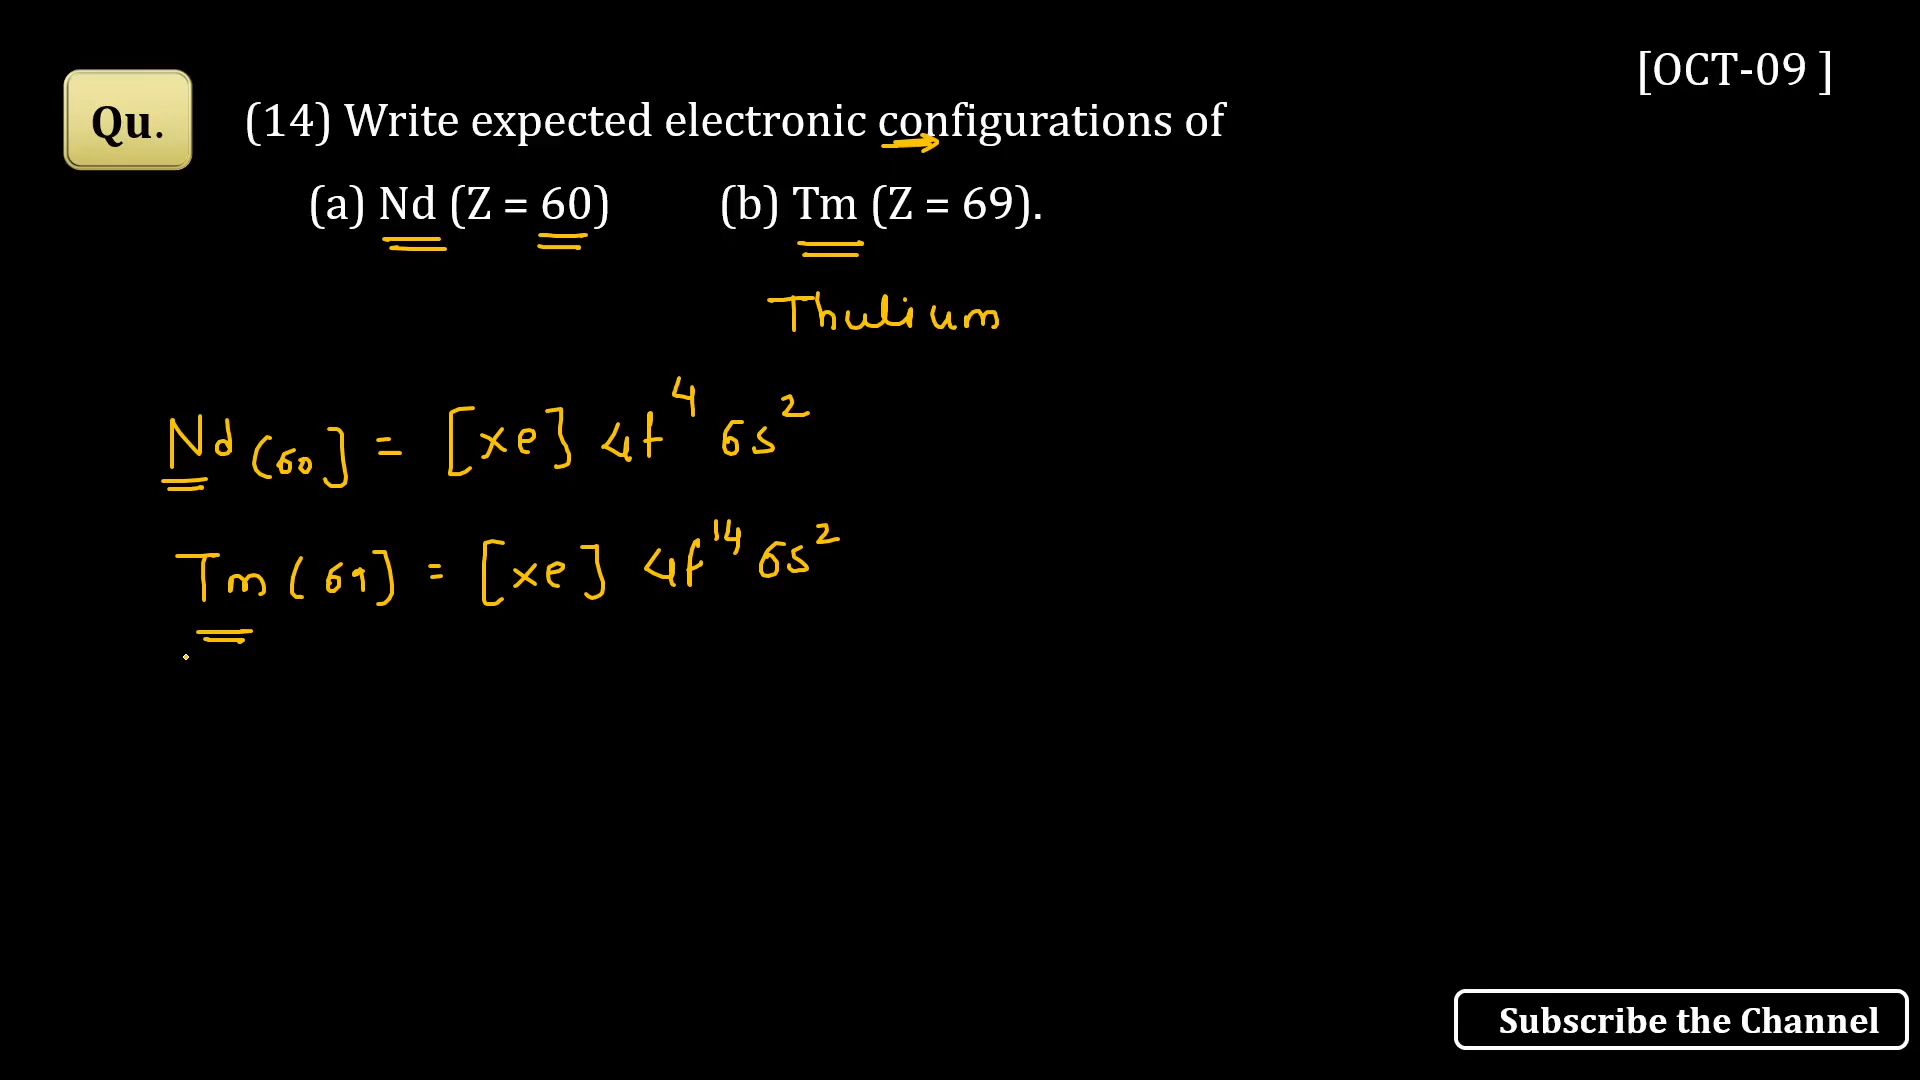 [OCT-09 ]
Qu. (14) Write expected electronic configurations of
(a) Nd (Z = 60) (b) Tm (Z = 69).
Thulium
Nd (60] = [xe] 4f⁴ 6s²
Tm (69] = [xe] 4f¹⁴ 6s²
Subscribe the Channel